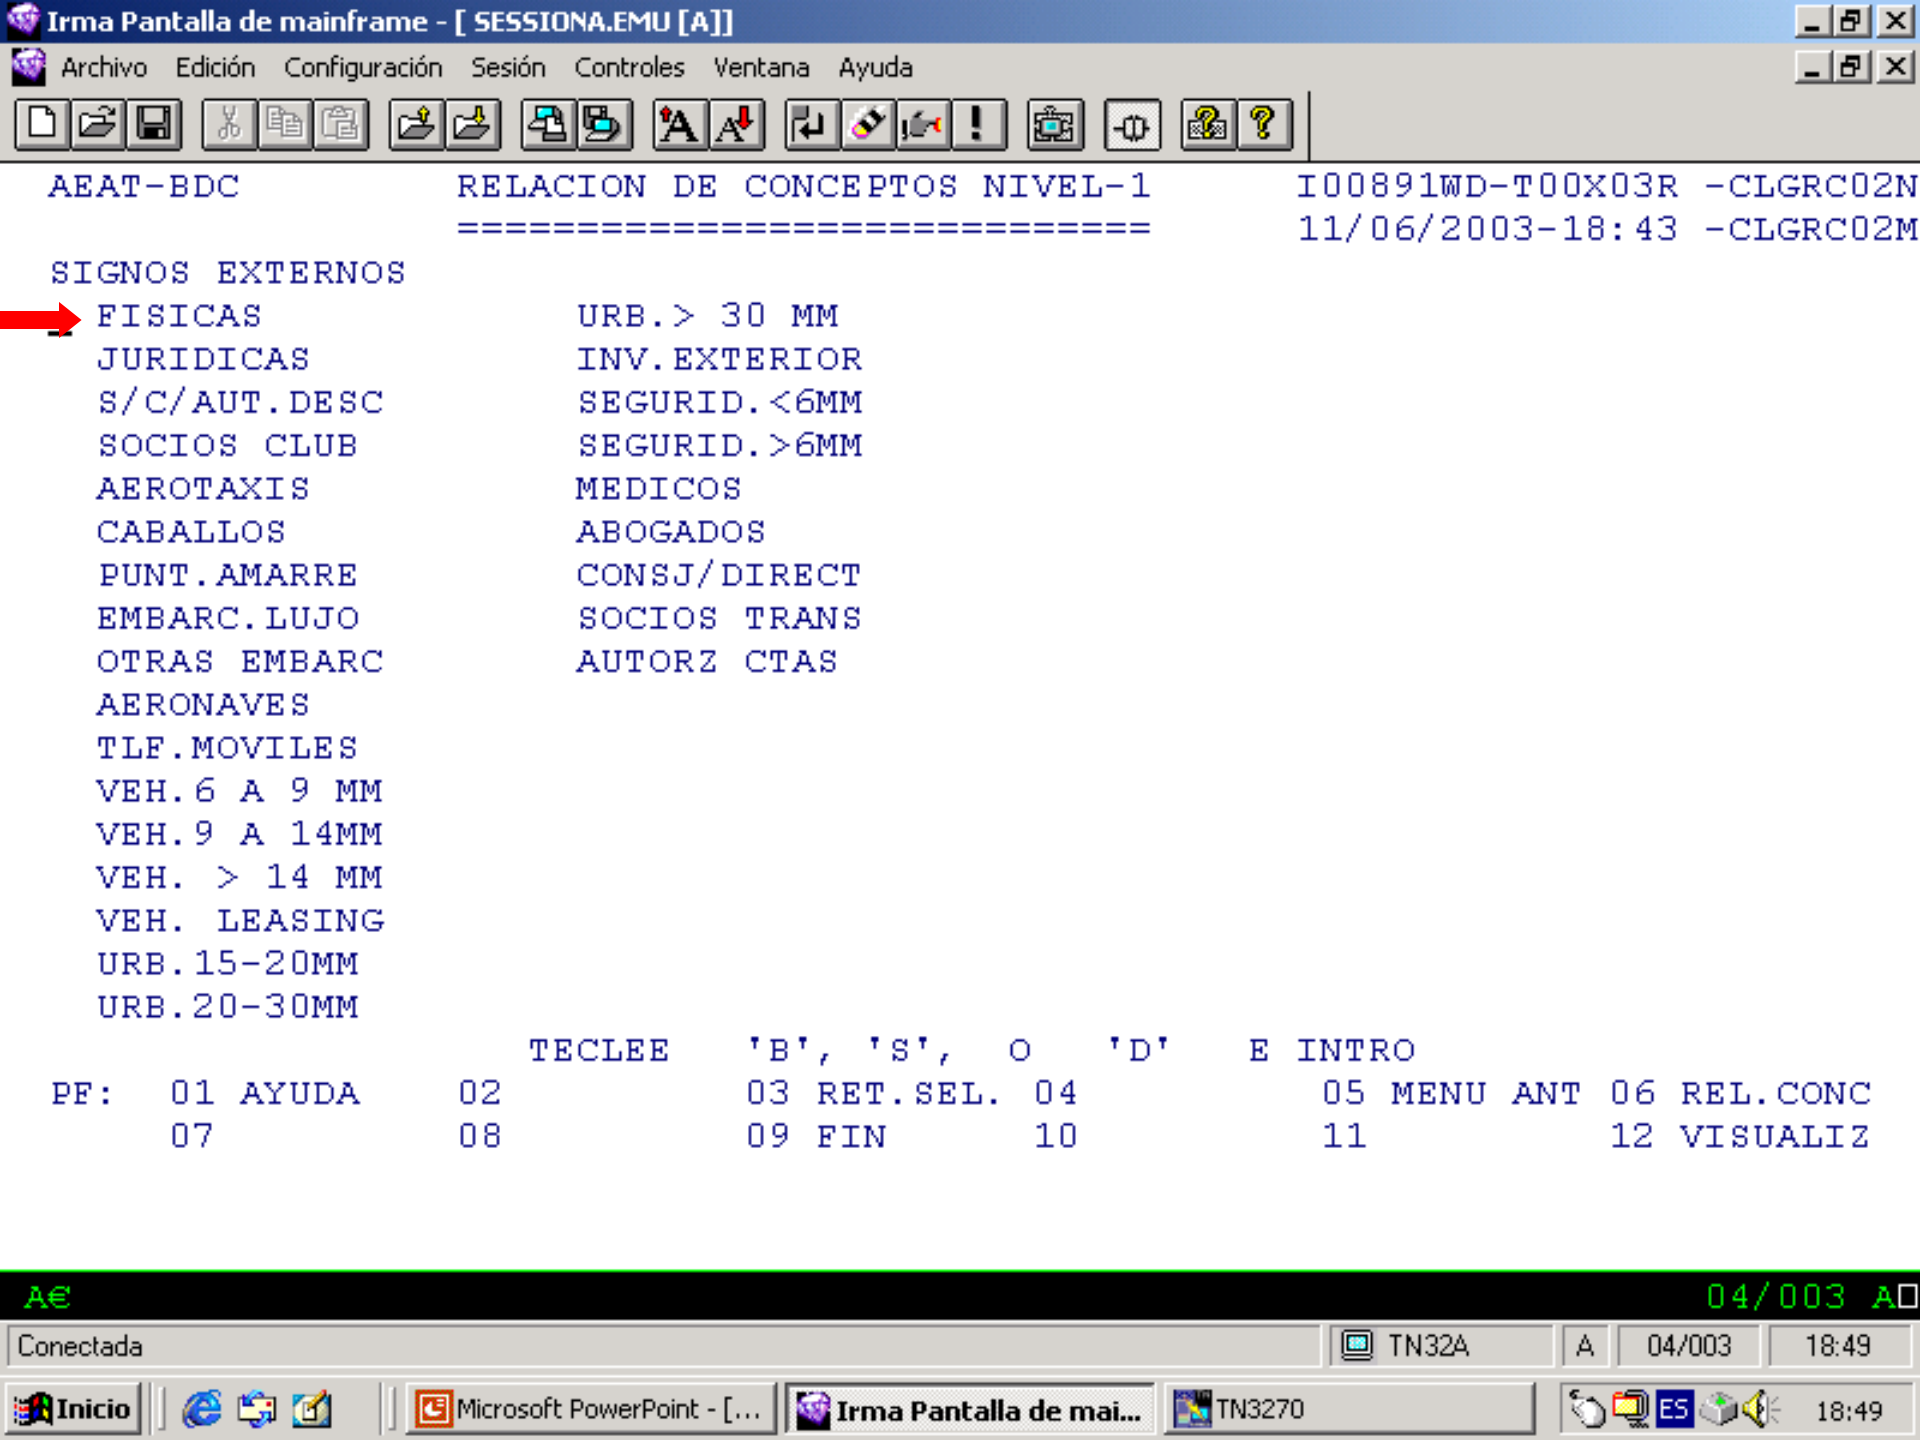 Irma Pantalla de mainframe - [ SESSIONA.EMU [A]]
Archivo Edición Configuración Sesión Controles Ventana Ayuda
AEAT-BDC RELACION DE CONCEPTOS NIVEL-1 I00891WD-T00X03R -CLGRC02N
============================= 11/06/2003-18:43 -CLGRC02M
SIGNOS EXTERNOS
FISICAS URB.> 30 MM
JURIDICAS INV.EXTERIOR
S/C/AUT.DESC SEGURID.<6MM
SOCIOS CLUB SEGURID.>6MM
AEROTAXIS MEDICOS
CABALLOS ABOGADOS
PUNT.AMARRE CONSJ/DIRECT
EMBARC.LUJO SOCIOS TRANS
OTRAS EMBARC AUTORZ CTAS
AERONAVES
TLF.MOVILES
VEH.6 A 9 MM
VEH.9 A 14MM
VEH. > 14 MM
VEH. LEASING
URB.15-20MM
URB.20-30MM
TECLEE 'B', 'S', O 'D' E INTRO
PF: 01 AYUDA 02 03 RET.SEL. 04 05 MENU ANT 06 REL.CONC
07 08 09 FIN 10 11 12 VISUALIZ
A€ 04/003 A
Conectada TN32A A 04/003 18:49
Inicio Microsoft PowerPoint - [... Irma Pantalla de mai... TN3270 ES 18:49